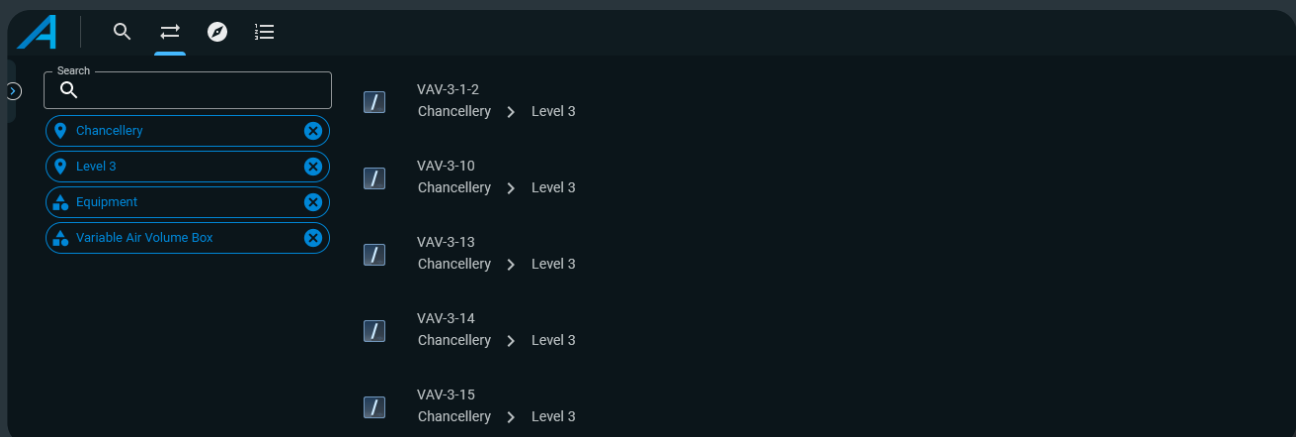 Search
Chancellery
Level 3
Equipment
Variable Air Volume Box
VAV-3-1-2
Chancellery > Level 3
VAV-3-10
Chancellery > Level 3
VAV-3-13
Chancellery > Level 3
VAV-3-14
Chancellery > Level 3
VAV-3-15
Chancellery > Level 3